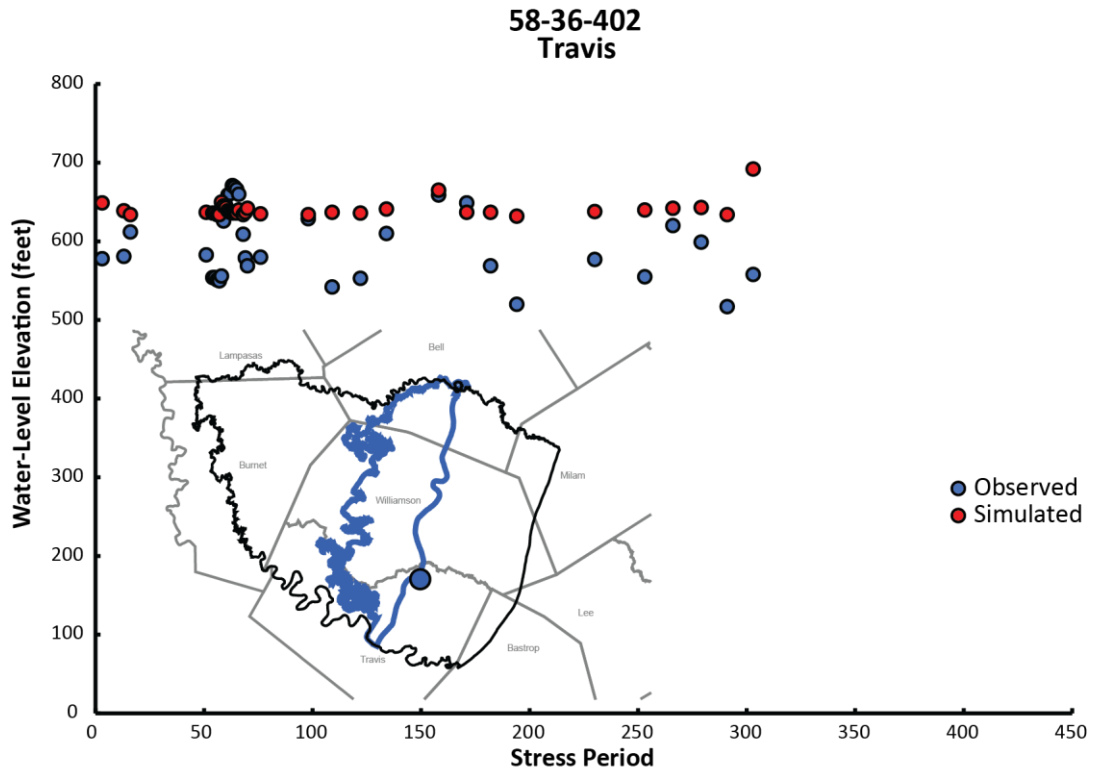 58-36-402
Travis
Water-Level Elevation (feet)
800
700
600
500
400
300
200
100
0
Lampasas
Bell
Burnet
Milam
Williamson
Lee
Bastrop
Travis
Observed
Simulated
0 50 100 150 200 250 300 350 400 450
Stress Period